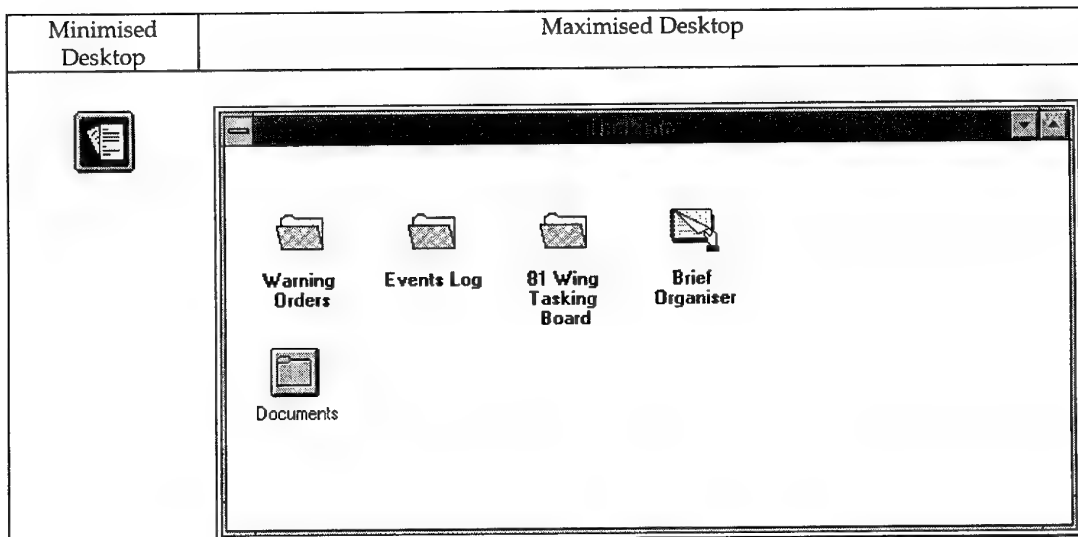 Minimised
Desktop
Maximised Desktop
Warning
Orders
Events Log
81 Wing
Tasking
Board
Brief
Organiser
Documents